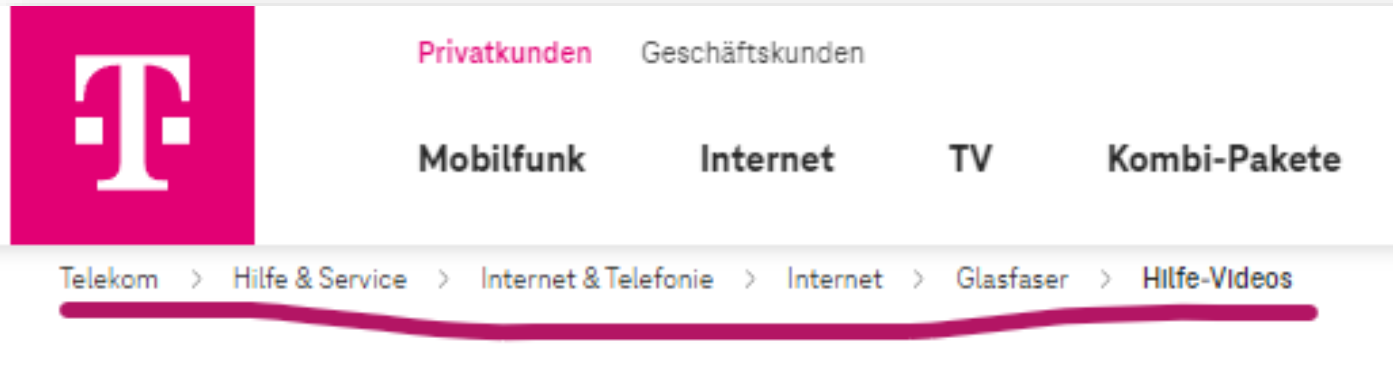 Privatkunden Geschäftskunden
T
Mobilfunk Internet TV Kombi-Pakete
Telekom > Hilfe & Service > Internet & Telefonie > Internet > Glasfaser > Hilfe-Videos